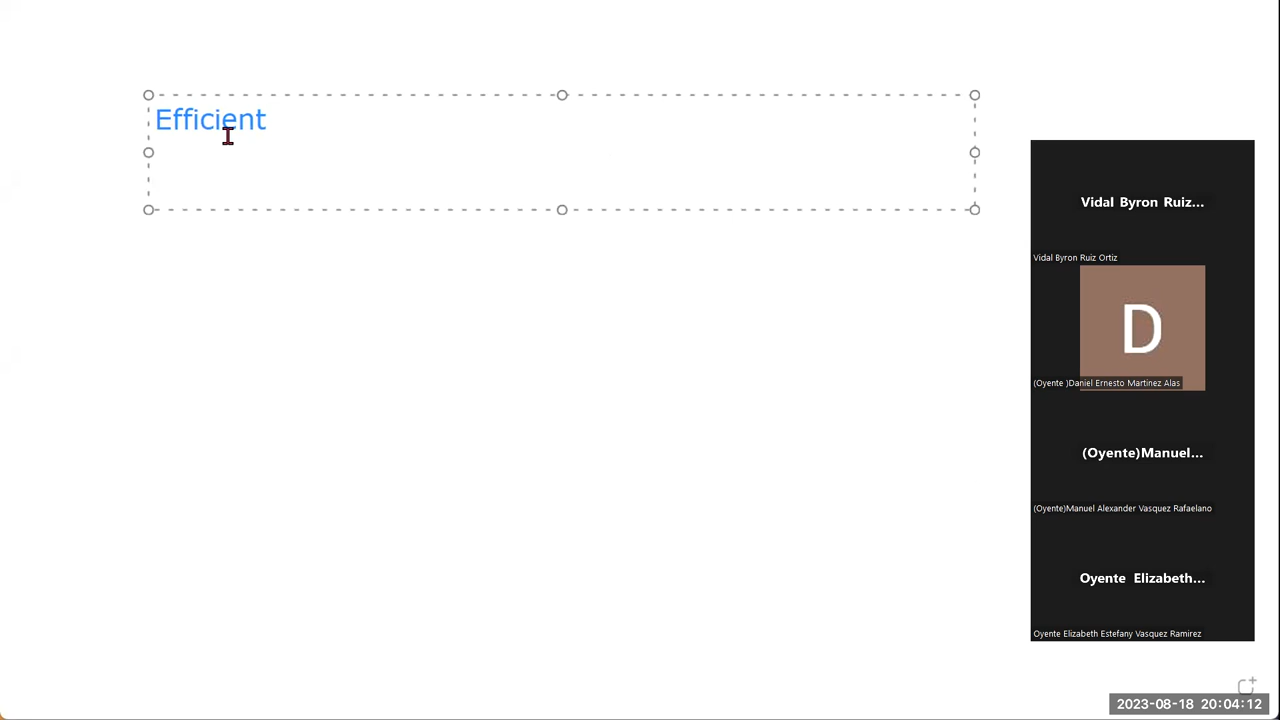 Efficient
Vidal Byron Ruiz...
Vidal Byron Ruiz Ortiz
D
(Oyente )Daniel Ernesto Martinez Alas
(Oyente)Manuel...
(Oyente)Manuel Alexander Vasquez Rafaelano
Oyente Elizabeth...
Oyente Elizabeth Estefany Vasquez Ramirez
2023-08-18 20:04:12